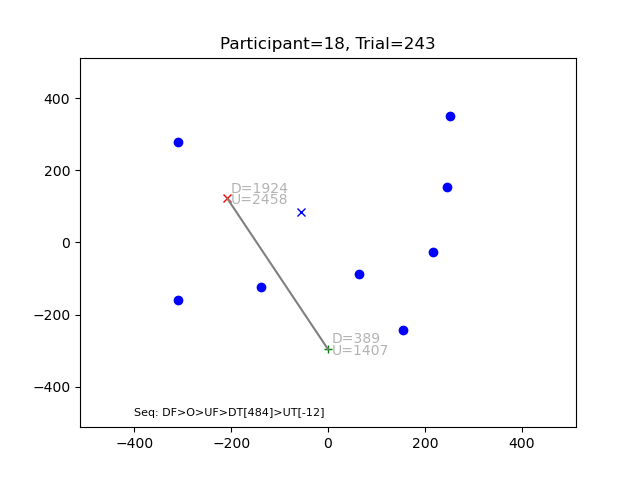 Participant=18, Trial=243
400
200
0
−200
−400
D=1924
U=2458
D=389
U=1407
Seq: DF>O>UF>DT[484]>UT[-12]
−400
−200
0
200
400